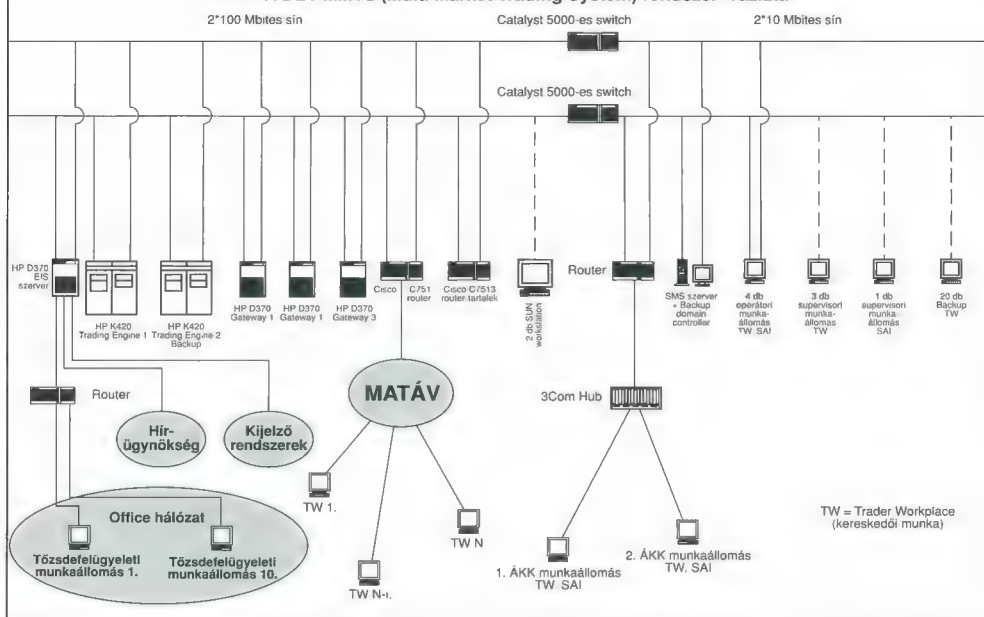 (Multi Market Trading System) rendszer
2*100 Mbites sín
Catalyst 5000-es switch
2*10 Mbites sín
Catalyst 5000-es switch
HP D370
EIS
szerver
HP K420
Trading Engine 1
HP K420
Trading Engine 2
Backup
HP D370
Gateway 1
HP D370
Gateway 1
HP D370
Gateway 3
Cisco C751
router
Cisco C7513
router tartalék
2 db SUN
workstation
Router
SMS szerver
+ Backup
domain
controller
4 db
operátori
munka-
állomás
TW. SAI
3 db
supervisori
munka-
állomás
TW
1 db
supervisori
munka-
állomás
SAI
20 db
Backup
TW
Router
Hír-
ügynökség
Kijelző
rendszerek
MATÁV
3Com Hub
TW 1.
TW N
TW N-1.
Office hálózat
Tőzsdefelügyeleti
munkaállomás 1.
Tőzsdefelügyeleti
munkaállomás 10.
1. ÁKK munkaállomás
TW. SAI
2. ÁKK munkaállomás
TW. SAI
TW = Trader Workplace
(kereskedői munka)